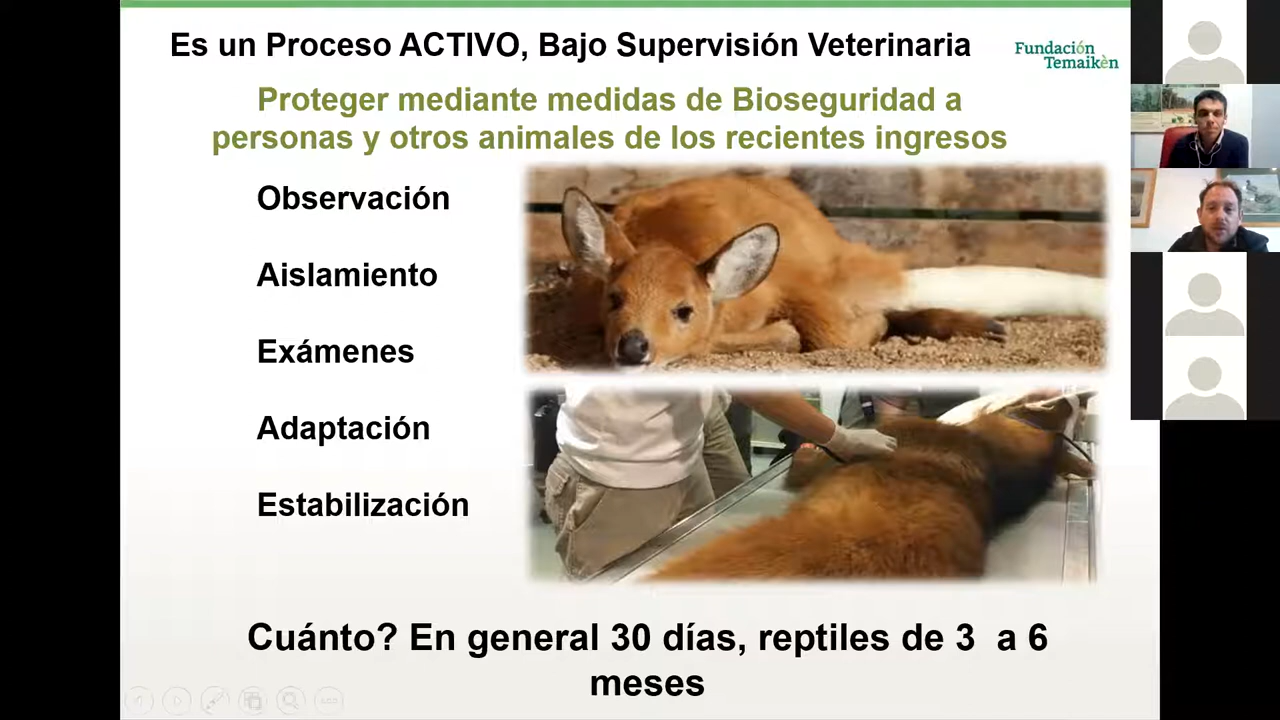 Es un Proceso ACTIVO, Bajo Supervisión Veterinaria
Fundación
Temaikèn
Proteger mediante medidas de Bioseguridad a
personas y otros animales de los recientes ingresos
Observación
Aislamiento
Exámenes
Adaptación
Estabilización
Cuánto? En general 30 días, reptiles de 3 a 6
meses